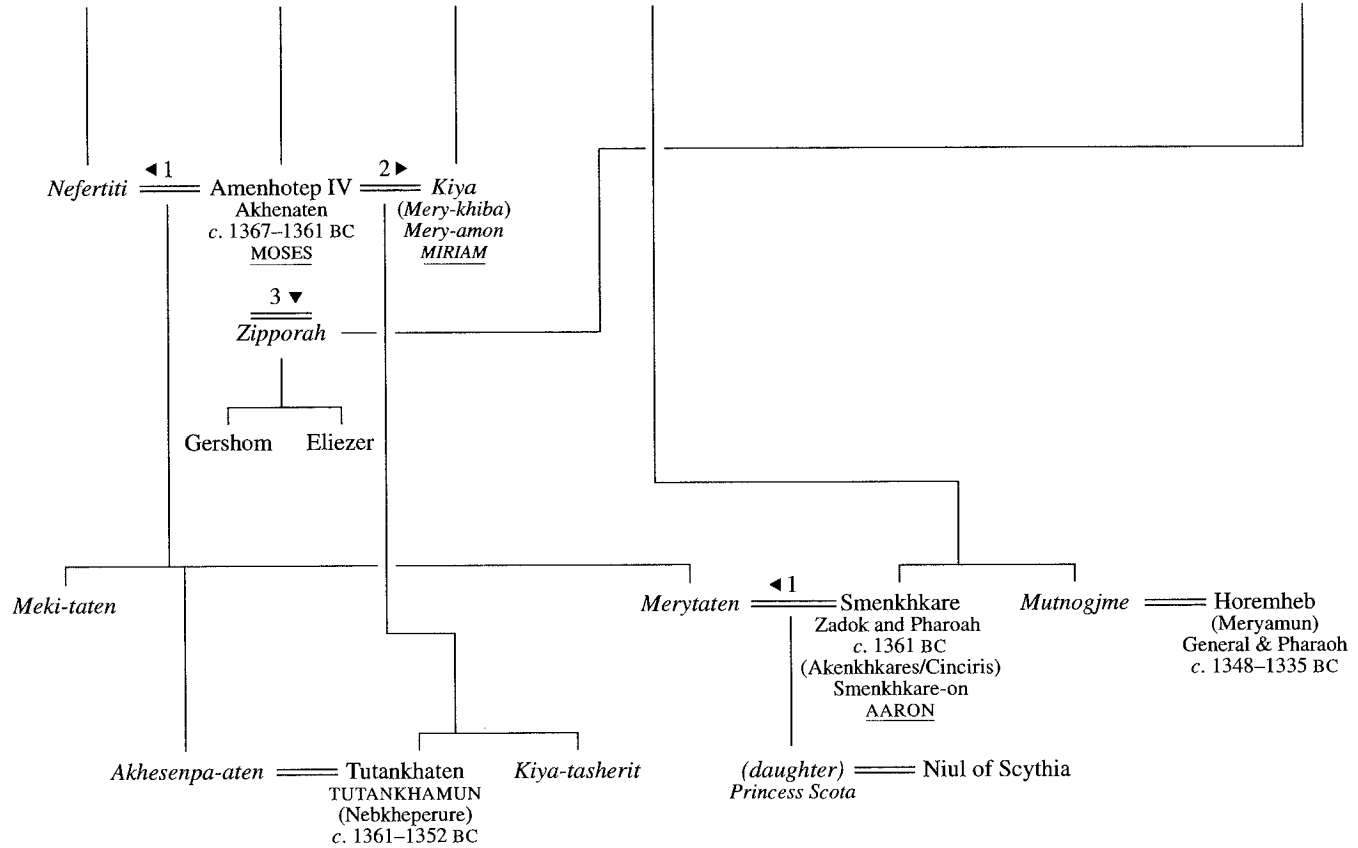 ◄ 1
2 ►
Nefertiti
Amenhotep IV
Akhenaten
c. 1367–1361 BC
MOSES
Kiya
(Mery-khiba)
Mery-amon
MIRIAM
3 ▼
Zipporah
Gershom
Eliezer
Meki-taten
◄ 1
Merytaten
Smenkhkare
Zadok and Pharoah
c. 1361 BC
(Akenkhkares/Cinciris)
Smenkhkare-on
AARON
Mutnogjme
Horemheb
(Meryamun)
General & Pharaoh
c. 1348–1335 BC
Akhesenpa-aten
Tutankhaten
TUTANKHAMUN
(Nebkheperure)
c. 1361–1352 BC
Kiya-tasherit
(daughter)
Princess Scota
Niul of Scythia